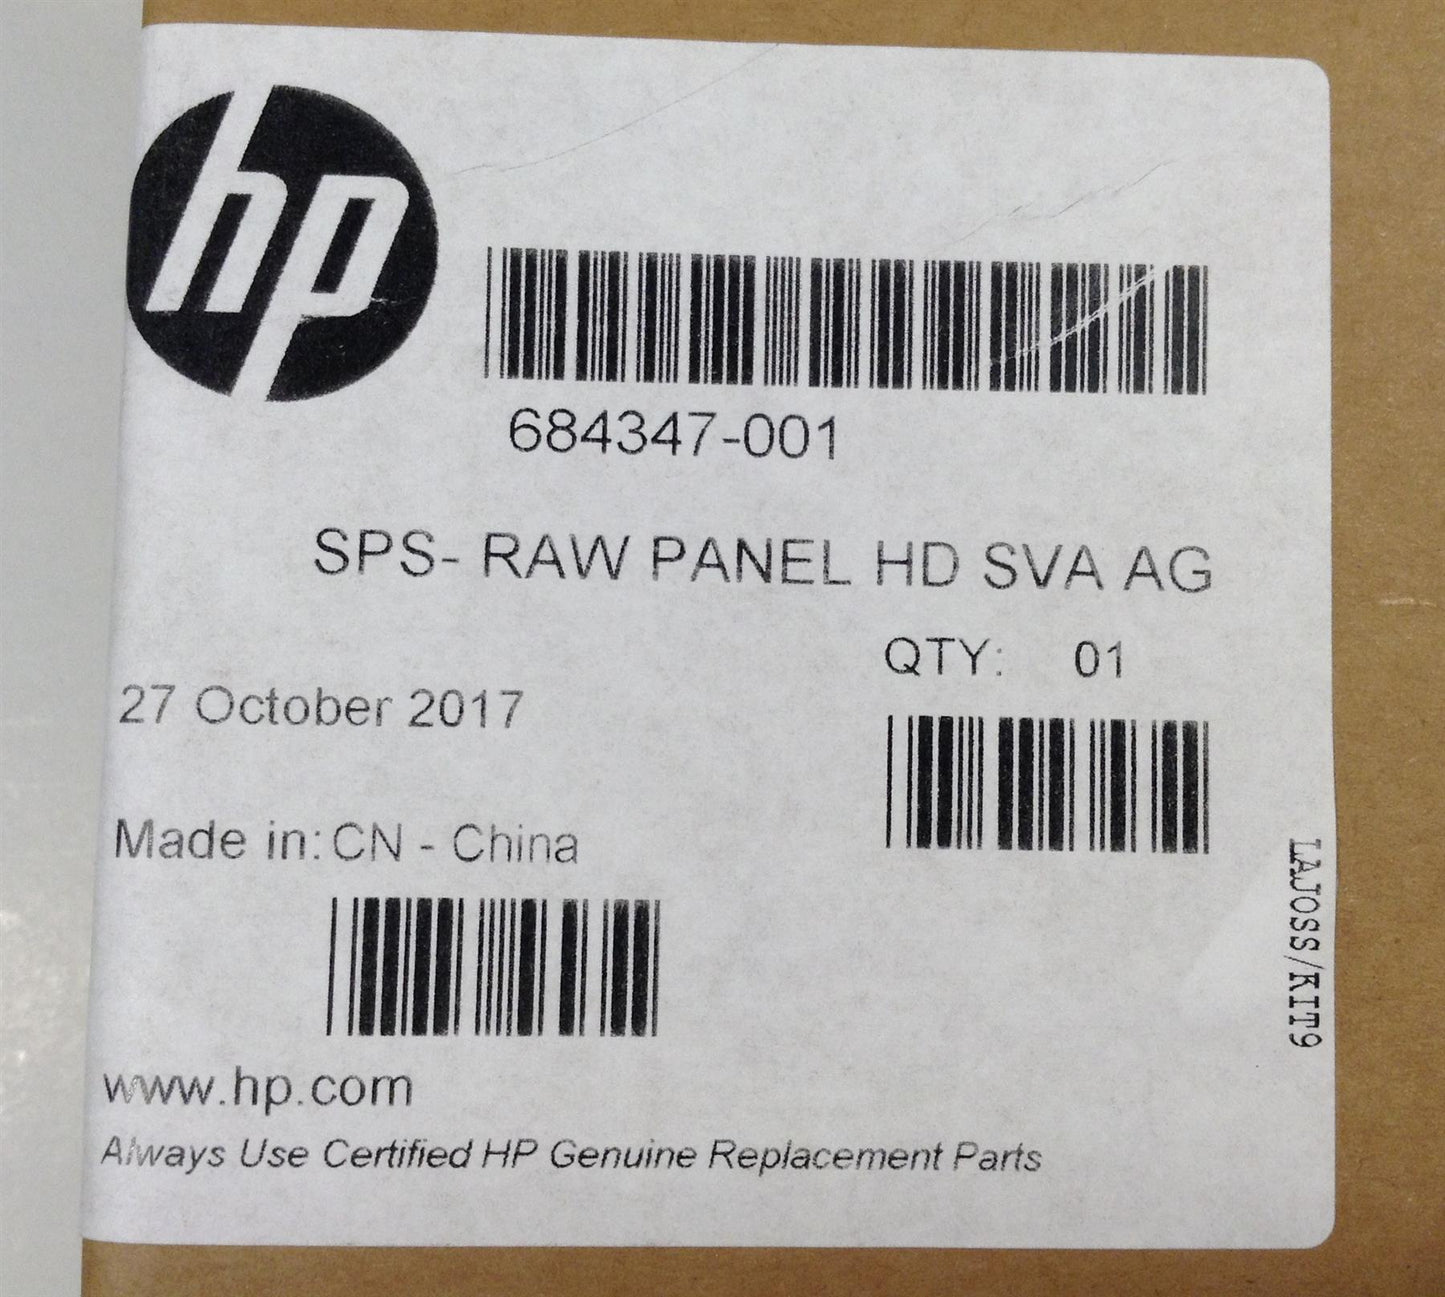 hp
684347-001
SPS- RAW PANEL HD SVA AG
QTY: 01
27 October 2017
Made in: CN - China
LAJOSS/KIT9
www.hp.com
Always Use Certified HP Genuine Replacement Parts